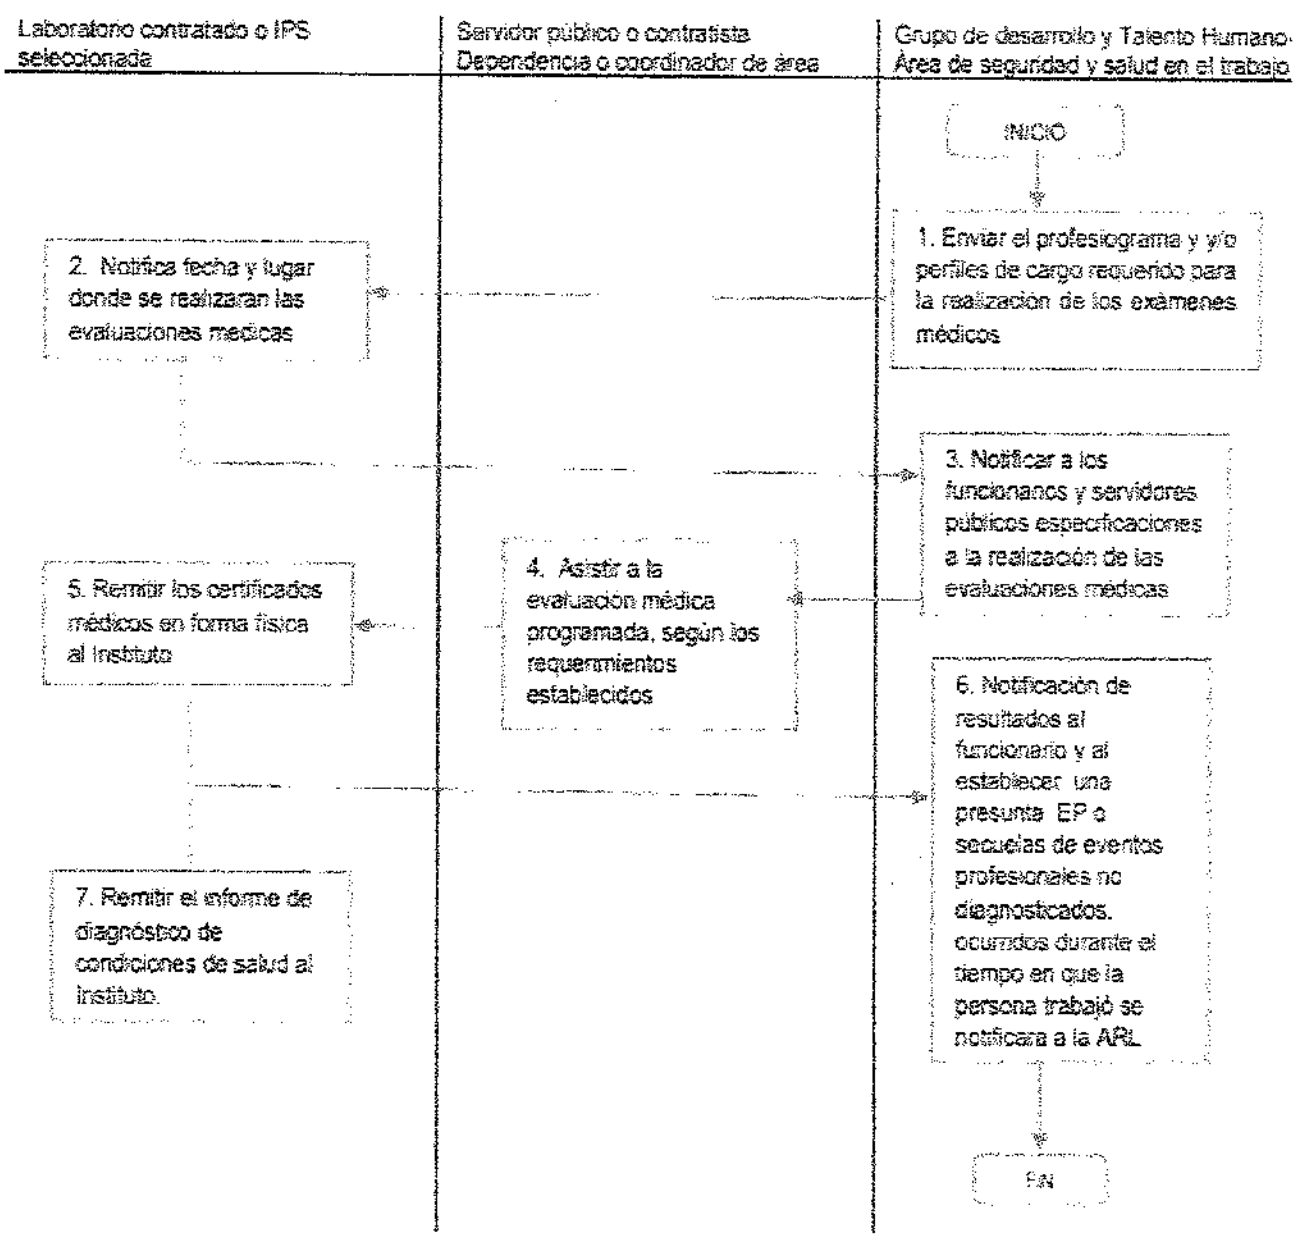 Laboratorio contratado o IPS
seleccionada
Servidor público o contratista
Dependencia o coordinador de área
Grupo de desarrollo y Talento Humano-
Área de seguridad y salud en el trabajo
INICIO
1. Enviar el profesiograma y y/o
perfiles de cargo requerido para
la realización de los exámenes
médicos
2. Notifica fecha y lugar
donde se realizaran las
evaluaciones medicas
3. Notificar a los
funcionarios y servidores
públicos especificaciones
a la realización de las
evaluaciones médicas
4. Asistir a la
evaluación médica
programada, según los
requerimientos
establecidos
5. Remitir los certificados
médicos en forma física
al Instituto
6. Notificación de
resultados al
funcionario y al
establecer una
presunta EP o
secuelas de eventos
profesionales no
diagnosticados,
ocurridos durante el
tiempo en que la
persona trabajó se
notificara a la ARL
7. Remitir el informe de
diagnóstico de
condiciones de salud al
Instituto.
FIN